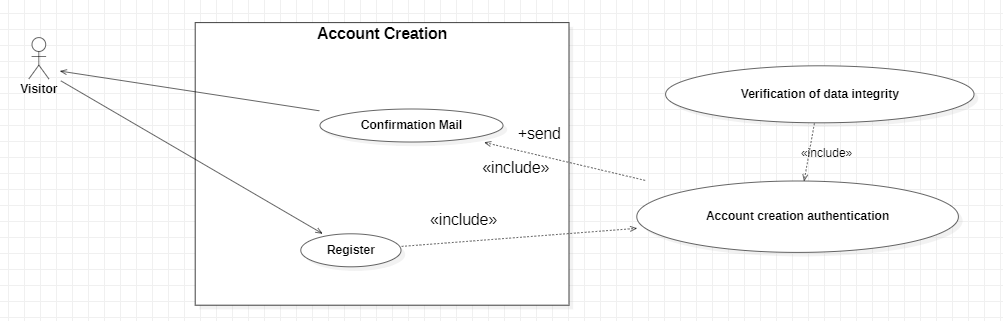 Account Creation
Visitor
Verification of data integrity
Confirmation Mail
+send
«include»
«include»
«include»
Account creation authentication
Register